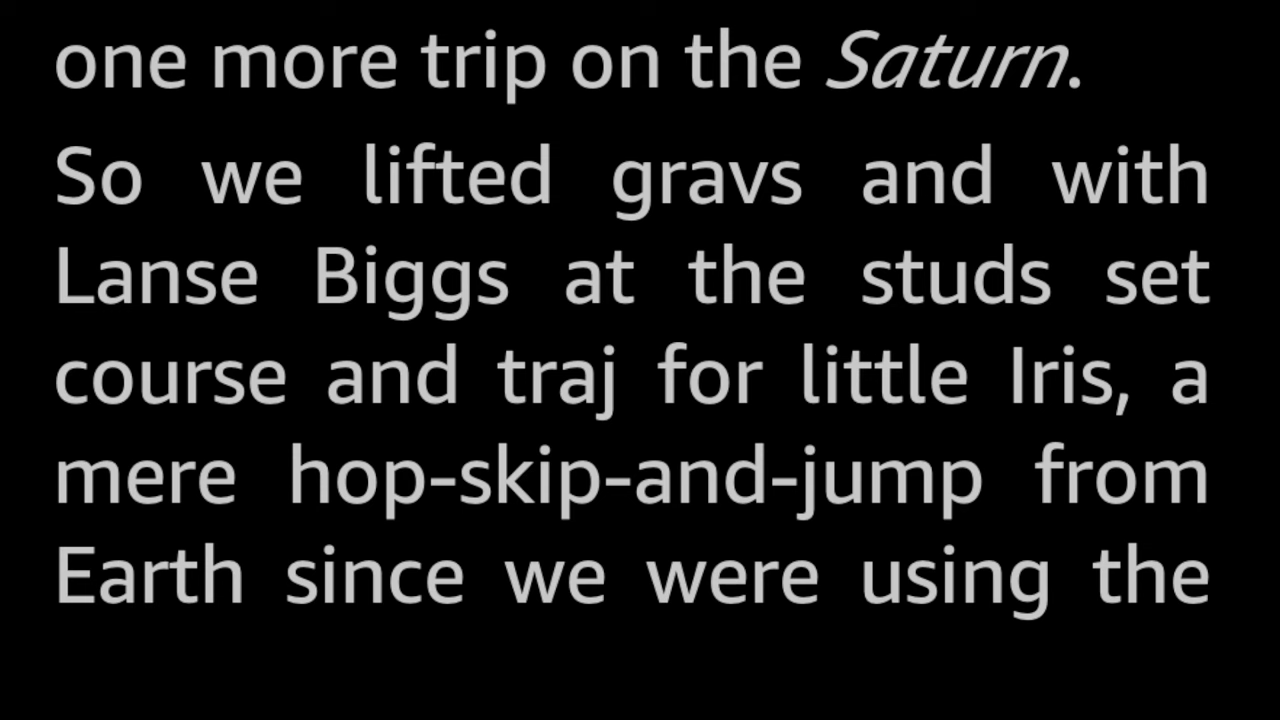 one more trip on the Saturn.
So we lifted gravs and with
Lanse Biggs at the studs set
course and traj for little Iris, a
mere hop-skip-and-jump from
Earth since we were using the